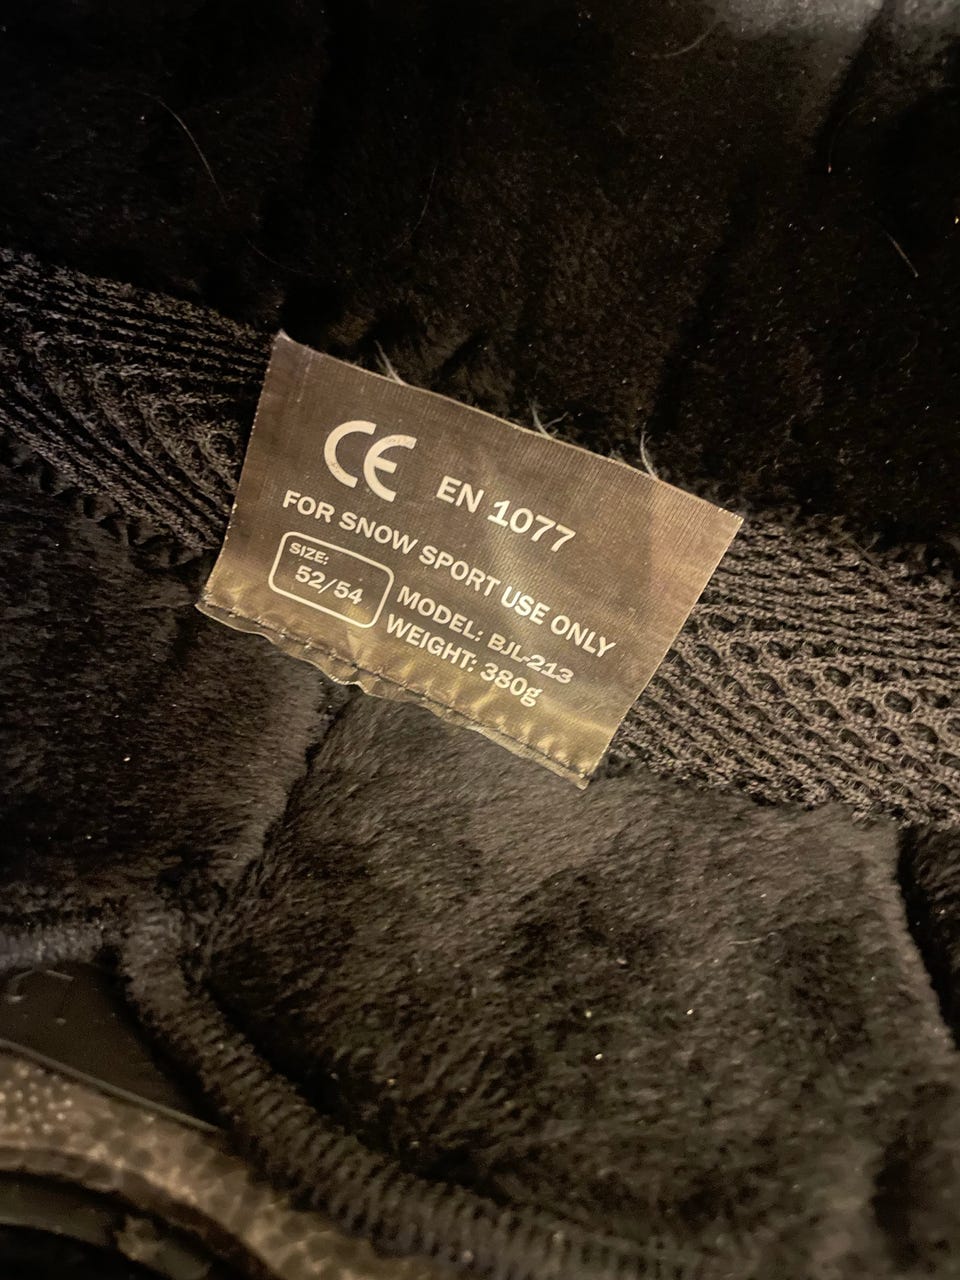 CE EN 1077
FOR SNOW SPORT USE ONLY
SIZE:
52/54
MODEL: BJL-213
WEIGHT: 380g